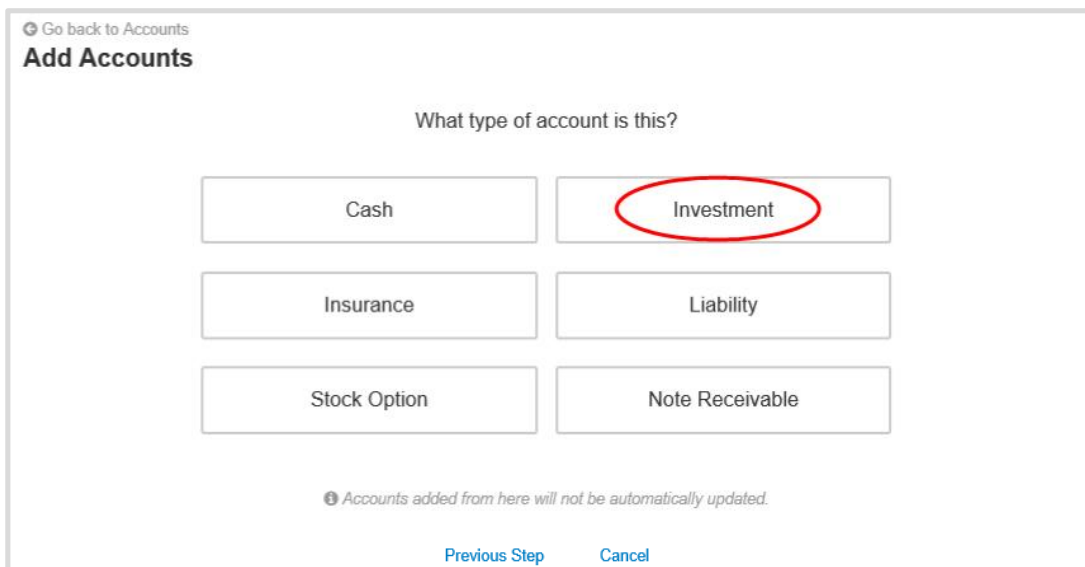 Go back to Accounts
Add Accounts
What type of account is this?
Cash
Investment
Insurance
Liability
Stock Option
Note Receivable
Accounts added from here will not be automatically updated.
Previous Step
Cancel